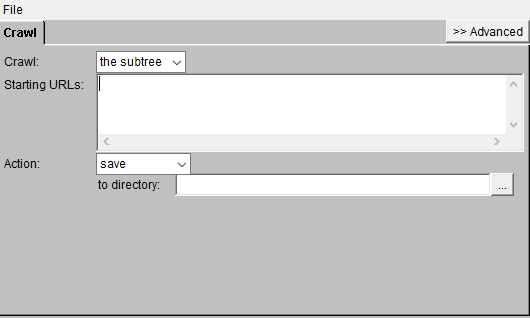 File
Crawl
>> Advanced
Crawl: the subtree
Starting URLs:
Action: save
to directory: ...